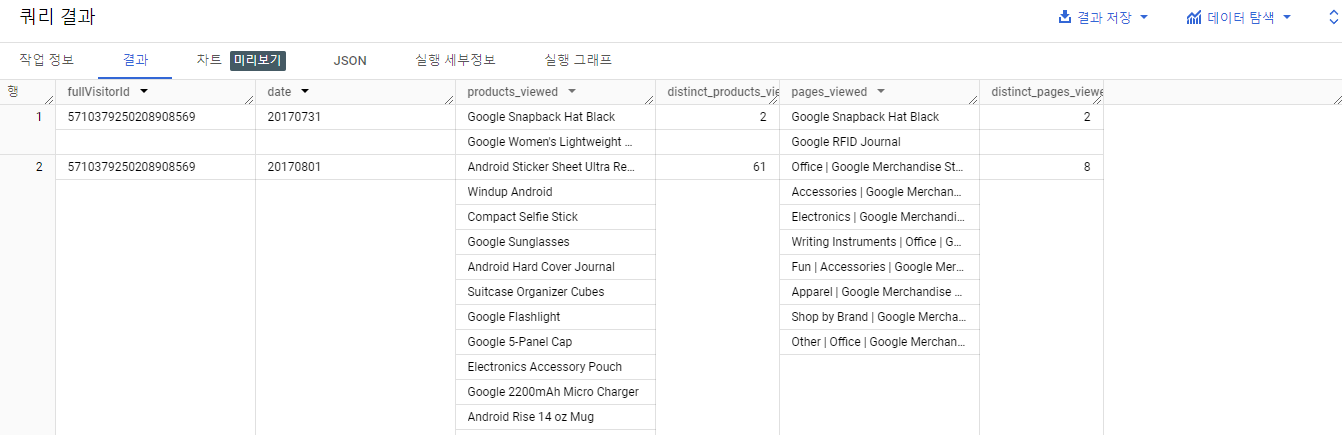 쿼리 결과
결과 저장 데이터 탐색
작업 정보 결과 차트 미리보기 JSON 실행 세부정보 실행 그래프
행 fullVisitorId date products_viewed distinct_products_vie pages_viewed distinct_pages_viewe
1 5710379250208908569 20170731 Google Snapback Hat Black 2 Google Snapback Hat Black 2
Google Women's Lightweight ... Google RFID Journal
2 5710379250208908569 20170801 Android Sticker Sheet Ultra Re... 61 Office | Google Merchandise St... 8
Windup Android Accessories | Google Merchan...
Compact Selfie Stick Electronics | Google Merchandi...
Google Sunglasses Writing Instruments | Office | G...
Android Hard Cover Journal Fun | Accessories | Google Mer...
Suitcase Organizer Cubes Apparel | Google Merchandise ...
Google Flashlight Shop by Brand | Google Mercha...
Google 5-Panel Cap Other | Office | Google Merchan...
Electronics Accessory Pouch
Google 2200mAh Micro Charger
Android Rise 14 oz Mug